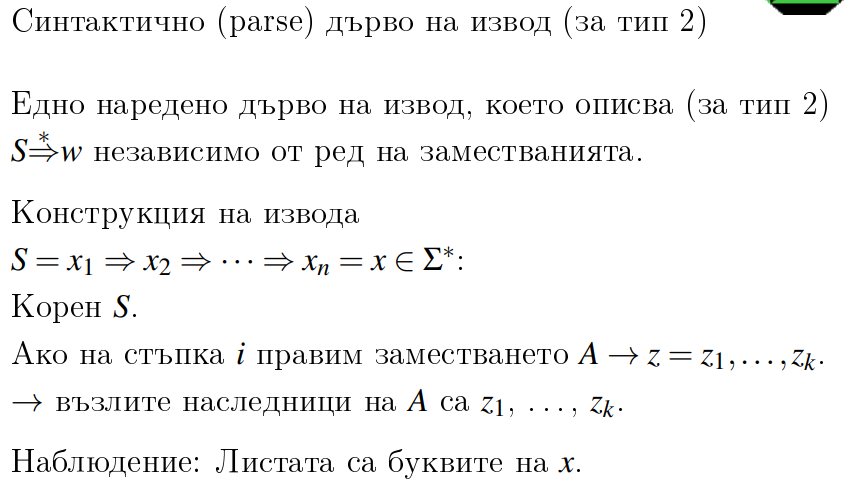 Синтактично (parse) дърво на извод (за тип 2)
Едно наредено дърво на извод, което описва (за тип 2)
S ⇒* w независимо от ред на заместванията.
Конструкция на извода
S = x₁ ⇒ x₂ ⇒ ⋯ ⇒ xₙ = x ∈ Σ*:
Корен S.
Ако на стъпка i правим заместването A → z = z₁,…,zₖ.
→ възлите наследници на A са z₁, …, zₖ.
Наблюдение: Листата са буквите на x.